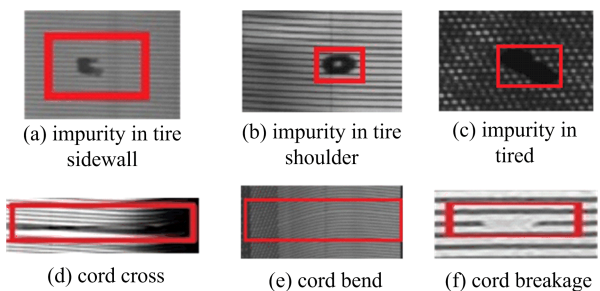 (a) impurity in tire
sidewall
(b) impurity in tire
shoulder
(c) impurity in
tired
(d) cord cross
(e) cord bend
(f) cord breakage